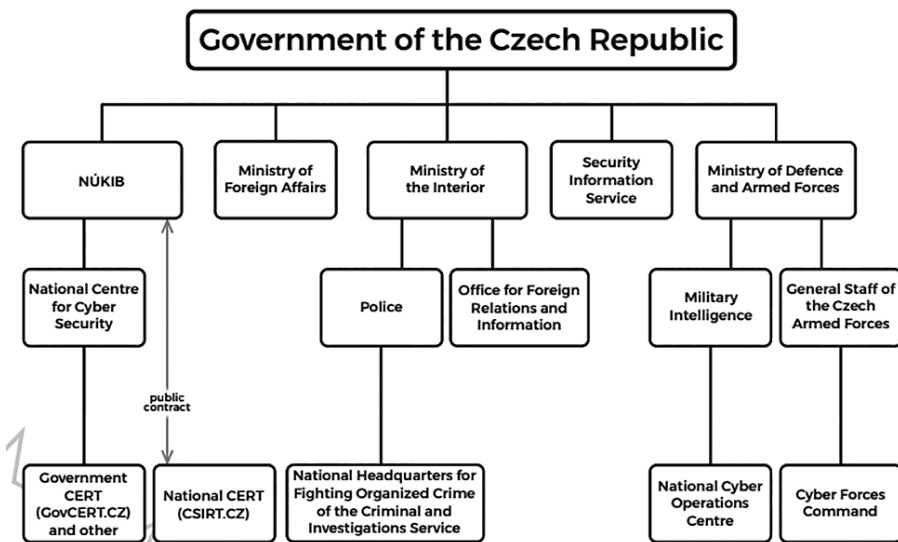 Government of the Czech Republic
NÚKIB
Ministry of
Foreign Affairs
Ministry of
the Interior
Security
Information
Service
Ministry of Defence
and Armed Forces
National Centre
for Cyber
Security
Police
Office for Foreign
Relations and
Information
Military
Intelligence
General Staff of
the Czech
Armed Forces
public
contract
Government
CERT
(GovCERT.CZ)
and other
National CERT
(CSIRT.CZ)
National Headquarters for
Fighting Organized Crime
of the Criminal and
Investigations Service
National Cyber
Operations
Centre
Cyber Forces
Command